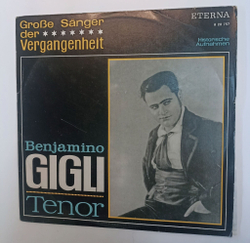 Große Sänger
der ★★★★★★★
Vergangenheit
ETERNA
Historische
Aufnahmen
Benjamino
GIGLI
Tenor